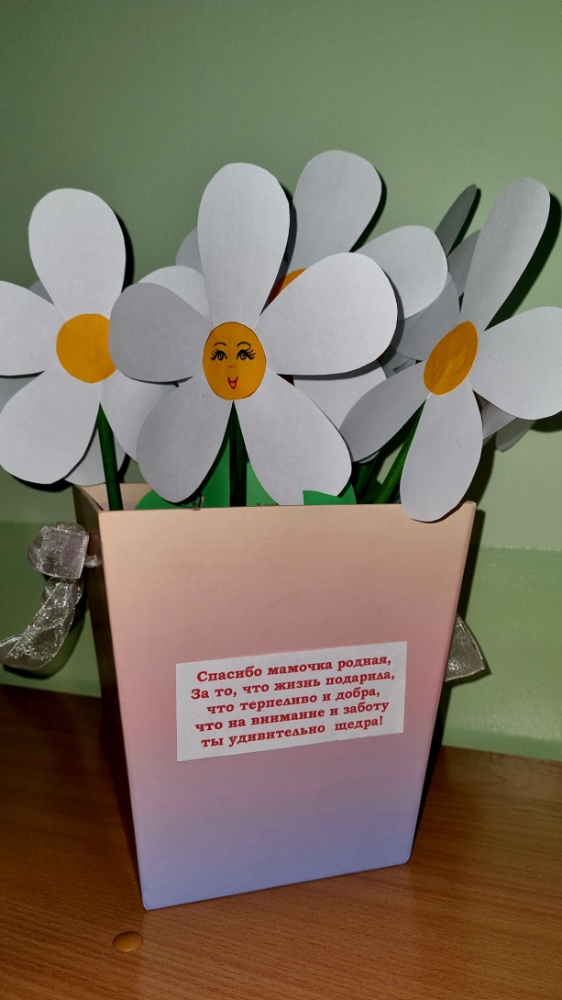 Спасибо мамочка родная,
За то, что жизнь подарила,
что терпеливо и добра,
что на внимание и заботу
ты удивительно щедра!